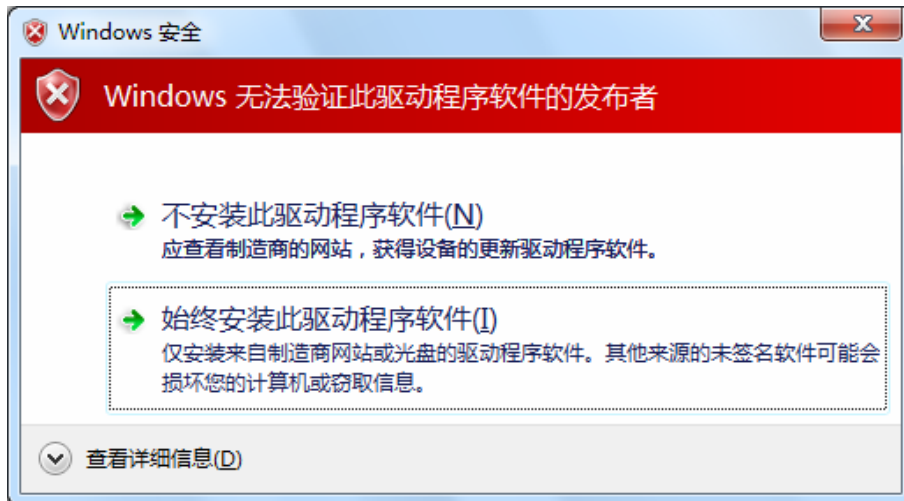 Windows 安全
Windows 无法验证此驱动程序软件的发布者
不安装此驱动程序软件(N)
应查看制造商的网站，获得设备的更新驱动程序软件。
始终安装此驱动程序软件(I)
仅安装来自制造商网站或光盘的驱动程序软件。其他来源的未签名软件可能会
损坏您的计算机或窃取信息。
查看详细信息(D)